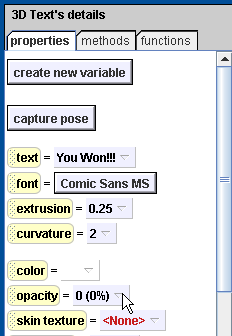 3D Text's details
properties methods functions
create new variable
capture pose
text = You Won!!!
font = Comic Sans MS
extrusion = 0.25
curvature = 2
color =
opacity = 0 (0%)
skin texture = <None>